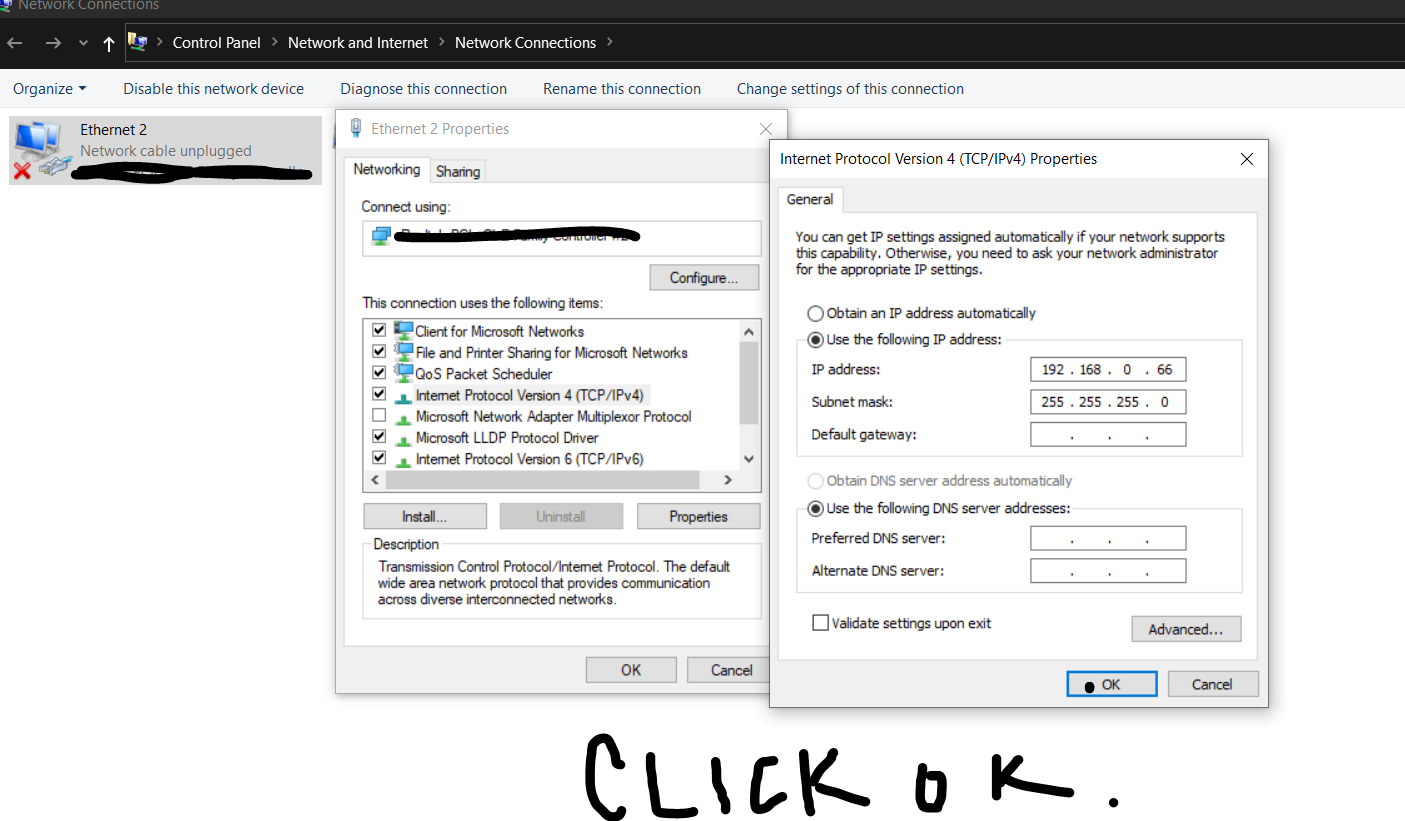 Network Connections
Control Panel > Network and Internet > Network Connections >
Organize Disable this network device Diagnose this connection Rename this connection Change settings of this connection
Ethernet 2
Network cable unplugged
Ethernet 2 Properties
Networking Sharing
Connect using:
Configure...
This connection uses the following items:
Client for Microsoft Networks
File and Printer Sharing for Microsoft Networks
QoS Packet Scheduler
Internet Protocol Version 4 (TCP/IPv4)
Microsoft Network Adapter Multiplexor Protocol
Microsoft LLDP Protocol Driver
Internet Protocol Version 6 (TCP/IPv6)
Install... Uninstall Properties
Description
Transmission Control Protocol/Internet Protocol. The default
wide area network protocol that provides communication
across diverse interconnected networks.
OK Cancel
Internet Protocol Version 4 (TCP/IPv4) Properties
General
You can get IP settings assigned automatically if your network supports
this capability. Otherwise, you need to ask your network administrator
for the appropriate IP settings.
Obtain an IP address automatically
Use the following IP address:
IP address: 192 . 168 . 0 . 66
Subnet mask: 255 . 255 . 255 . 0
Default gateway: . . .
Obtain DNS server address automatically
Use the following DNS server addresses:
Preferred DNS server: . . .
Alternate DNS server: . . .
Validate settings upon exit
Advanced...
OK Cancel
CLICK OK.